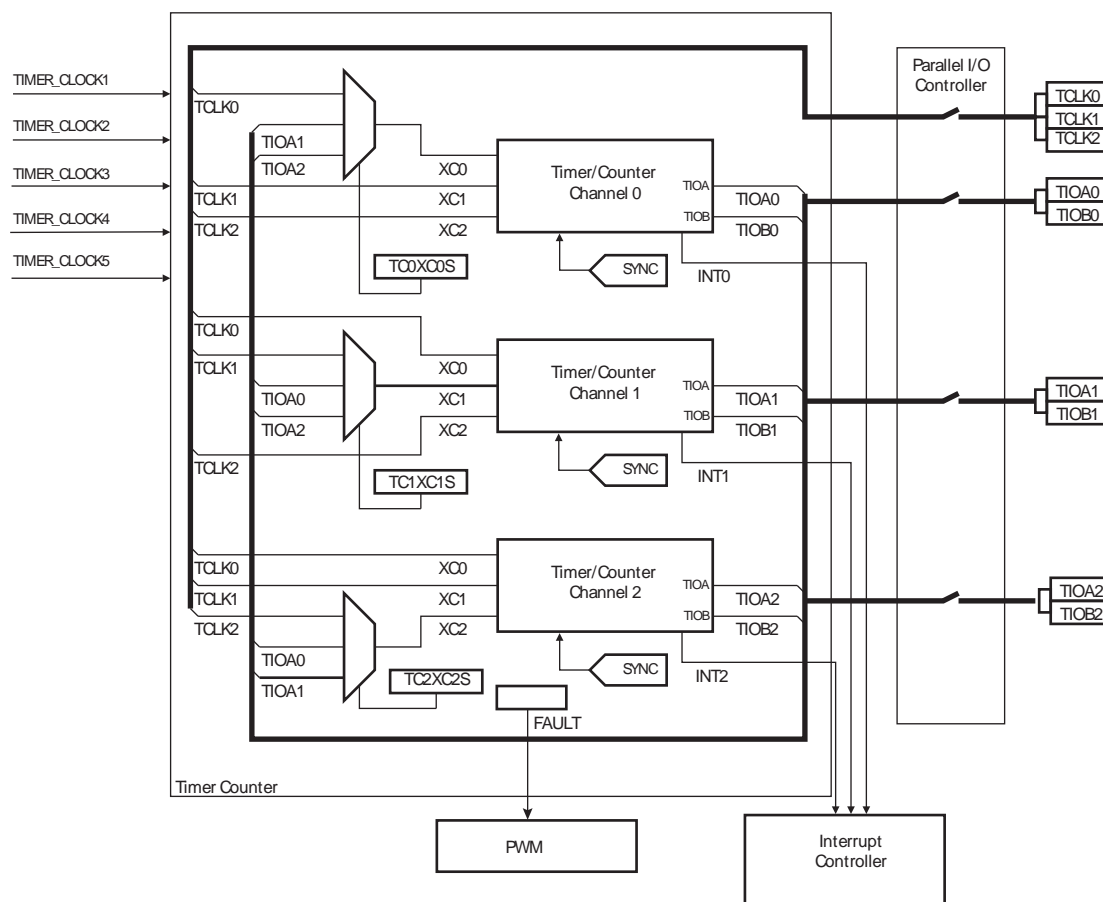 TIMER_CLOCK1
TIMER_CLOCK2
TIMER_CLOCK3
TIMER_CLOCK4
TIMER_CLOCK5
TCLK0
TIOA1
TIOA2
TCLK1
TCLK2
XC0
XC1
XC2
TC0XC0S
Timer/Counter
Channel 0
TIOA
TIOB
TIOA0
TIOB0
SYNC
INT0
TCLK0
TCLK1
TIOA0
TIOA2
TCLK2
XC0
XC1
XC2
TC1XC1S
Timer/Counter
Channel 1
TIOA
TIOB
TIOA1
TIOB1
SYNC
INT1
TCLK0
TCLK1
TCLK2
TIOA0
TIOA1
XC0
XC1
XC2
TC2XC2S
Timer/Counter
Channel 2
TIOA
TIOB
TIOA2
TIOB2
SYNC
INT2
FAULT
Timer Counter
PWM
Interrupt
Controller
Parallel I/O
Controller
TCLK0
TCLK1
TCLK2
TIOA0
TIOB0
TIOA1
TIOB1
TIOA2
TIOB2